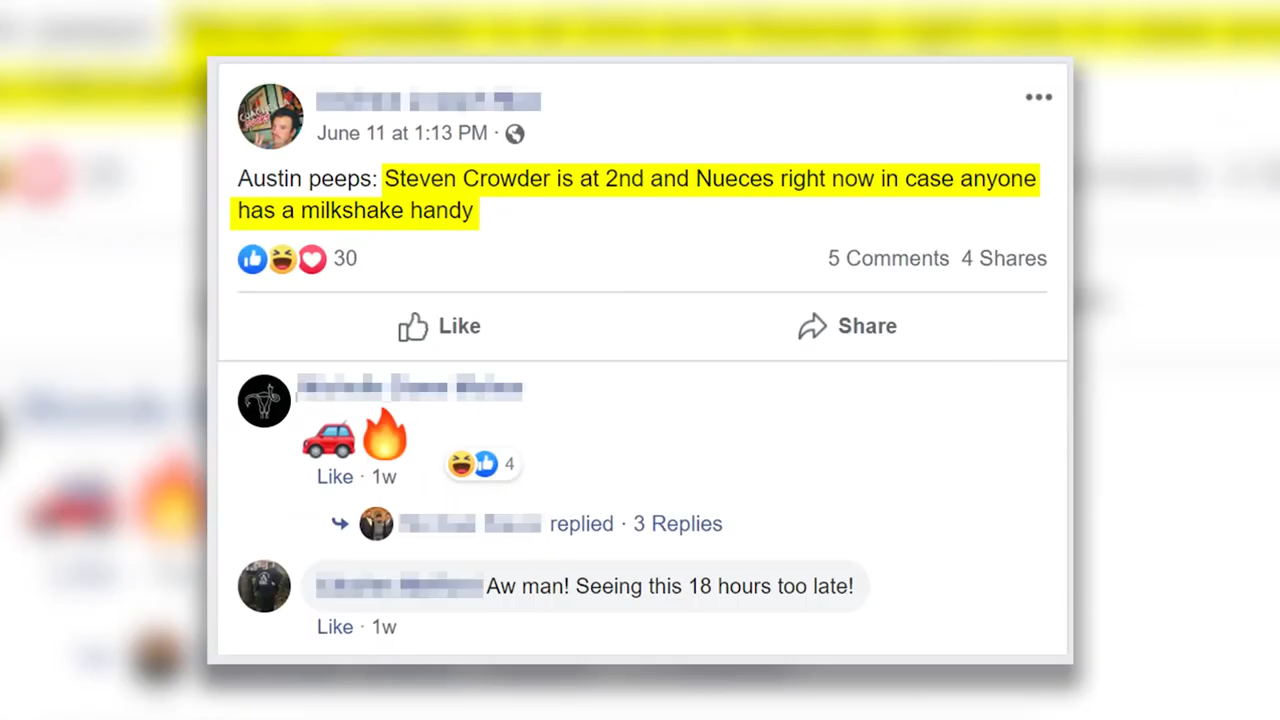 June 11 at 1:13 PM ·
Austin peeps: Steven Crowder is at 2nd and Nueces right now in case anyone
has a milkshake handy
30
5 Comments 4 Shares
Like
Share
4
Like · 1w
replied · 3 Replies
Aw man! Seeing this 18 hours too late!
Like · 1w